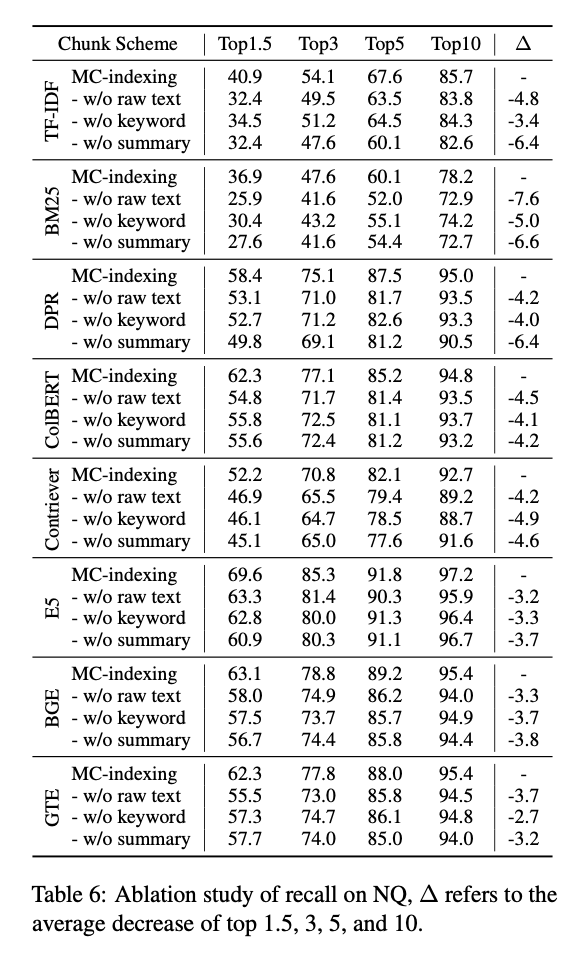 Chunk Scheme Top1.5 Top3 Top5 Top10 Δ
TF-IDF
MC-indexing 40.9 54.1 67.6 85.7 -
- w/o raw text 32.4 49.5 63.5 83.8 -4.8
- w/o keyword 34.5 51.2 64.5 84.3 -3.4
- w/o summary 32.4 47.6 60.1 82.6 -6.4
BM25
MC-indexing 36.9 47.6 60.1 78.2 -
- w/o raw text 25.9 41.6 52.0 72.9 -7.6
- w/o keyword 30.4 43.2 55.1 74.2 -5.0
- w/o summary 27.6 41.6 54.4 72.7 -6.6
DPR
MC-indexing 58.4 75.1 87.5 95.0 -
- w/o raw text 53.1 71.0 81.7 93.5 -4.2
- w/o keyword 52.7 71.2 82.6 93.3 -4.0
- w/o summary 49.8 69.1 81.2 90.5 -6.4
ColBERT
MC-indexing 62.3 77.1 85.2 94.8 -
- w/o raw text 54.8 71.7 81.4 93.5 -4.5
- w/o keyword 55.8 72.5 81.1 93.7 -4.1
- w/o summary 55.6 72.4 81.2 93.2 -4.2
Contriever
MC-indexing 52.2 70.8 82.1 92.7 -
- w/o raw text 46.9 65.5 79.4 89.2 -4.2
- w/o keyword 46.1 64.7 78.5 88.7 -4.9
- w/o summary 45.1 65.0 77.6 91.6 -4.6
E5
MC-indexing 69.6 85.3 91.8 97.2 -
- w/o raw text 63.3 81.4 90.3 95.9 -3.2
- w/o keyword 62.8 80.0 91.3 96.4 -3.3
- w/o summary 60.9 80.3 91.1 96.7 -3.7
BGE
MC-indexing 63.1 78.8 89.2 95.4 -
- w/o raw text 58.0 74.9 86.2 94.0 -3.3
- w/o keyword 57.5 73.7 85.7 94.9 -3.7
- w/o summary 56.7 74.4 85.8 94.4 -3.8
GTE
MC-indexing 62.3 77.8 88.0 95.4 -
- w/o raw text 55.5 73.0 85.8 94.5 -3.7
- w/o keyword 57.3 74.7 86.1 94.8 -2.7
- w/o summary 57.7 74.0 85.0 94.0 -3.2
Table 6: Ablation study of recall on NQ, Δ refers to the
average decrease of top 1.5, 3, 5, and 10.